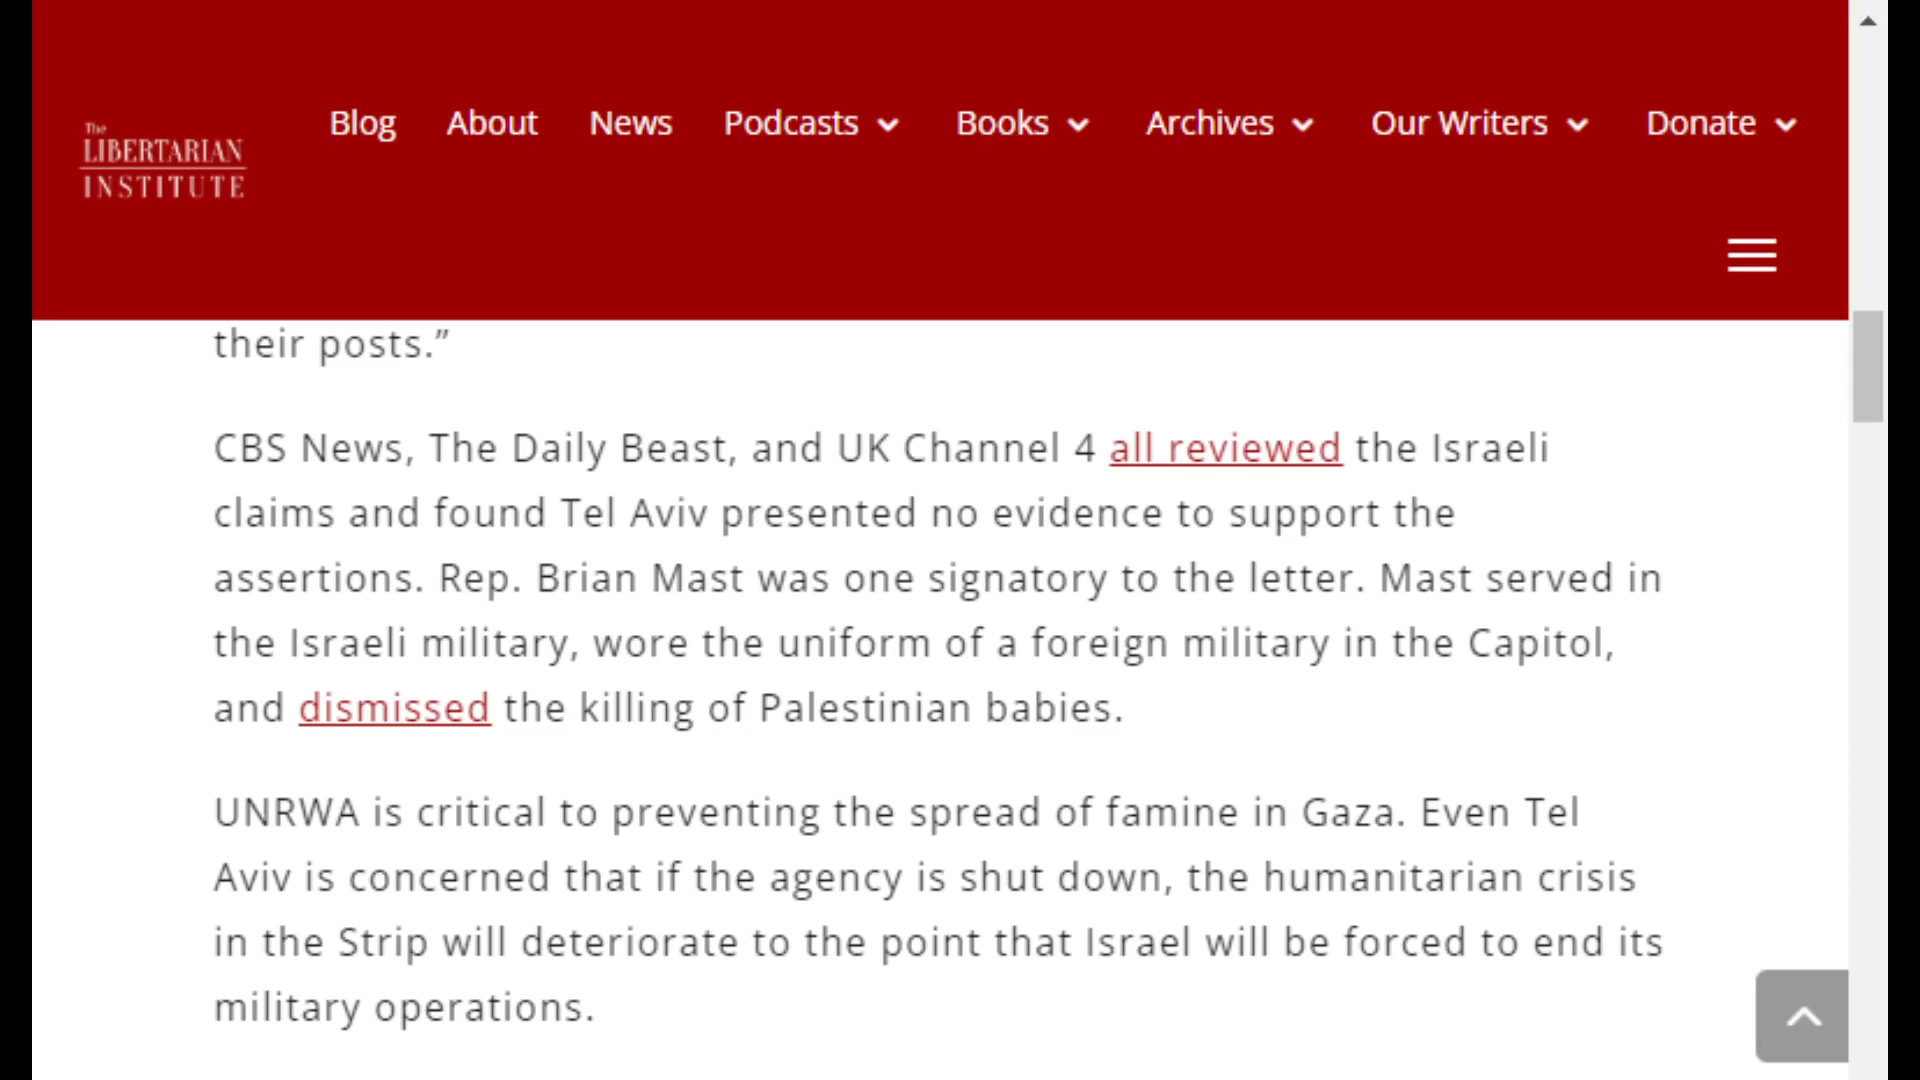 The
LIBERTARIAN
INSTITUTE
Blog About News Podcasts Books Archives Our Writers Donate
their posts.”
CBS News, The Daily Beast, and UK Channel 4 all reviewed the Israeli
claims and found Tel Aviv presented no evidence to support the
assertions. Rep. Brian Mast was one signatory to the letter. Mast served in
the Israeli military, wore the uniform of a foreign military in the Capitol,
and dismissed the killing of Palestinian babies.
UNRWA is critical to preventing the spread of famine in Gaza. Even Tel
Aviv is concerned that if the agency is shut down, the humanitarian crisis
in the Strip will deteriorate to the point that Israel will be forced to end its
military operations.